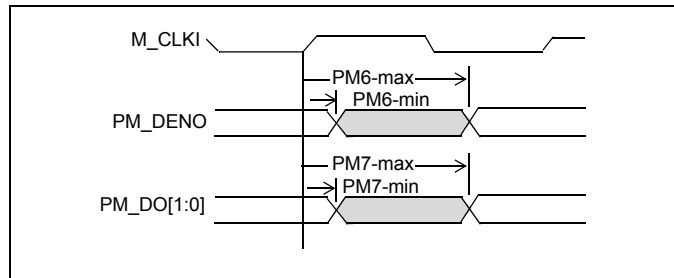 M_CLKI
PM6-max
PM6-min
PM_DENO
PM7-max
PM7-min
PM_DO[1:0]